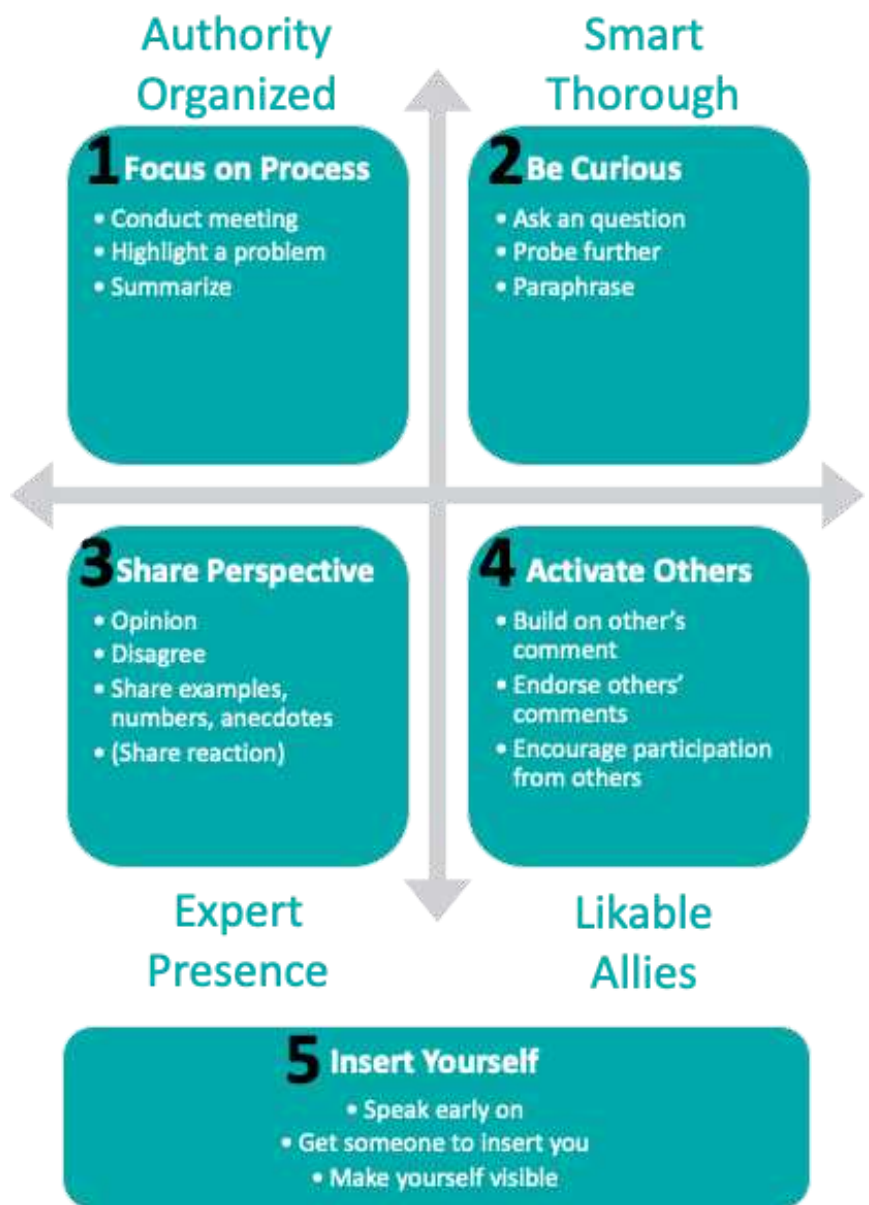 Authority
Organized
Smart
Thorough
1 Focus on Process
• Conduct meeting
• Highlight a problem
• Summarize
2 Be Curious
• Ask an question
• Probe further
• Paraphrase
3 Share Perspective
• Opinion
• Disagree
• Share examples,
numbers, anecdotes
• (Share reaction)
4 Activate Others
• Build on other's
comment
• Endorse others'
comments
• Encourage participation
from others
Expert
Presence
Likable
Allies
5 Insert Yourself
• Speak early on
• Get someone to insert you
• Make yourself visible